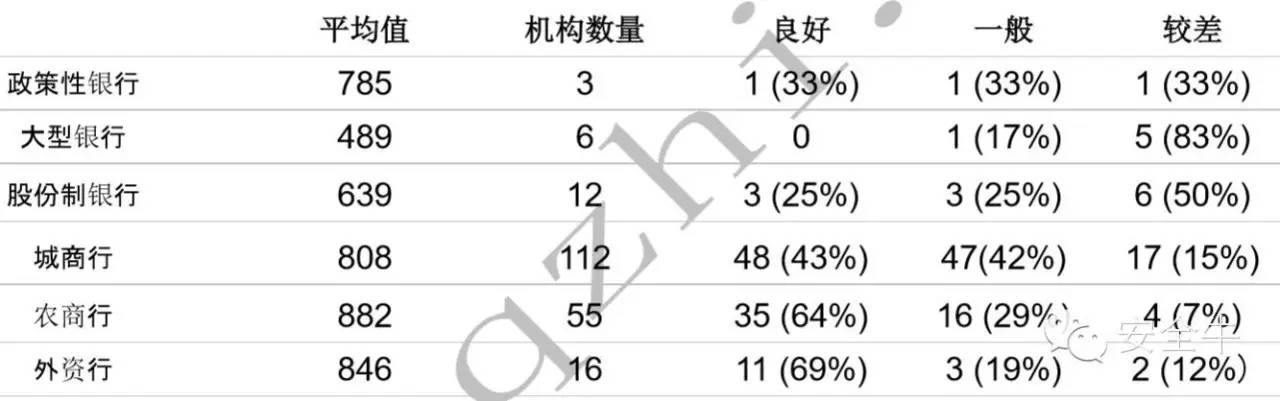 平均值 机构数量 良好 一般 较差
政策性银行 785 3 1 (33%) 1 (33%) 1 (33%)
大型银行 489 6 0 1 (17%) 5 (83%)
股份制银行 639 12 3 (25%) 3 (25%) 6 (50%)
城商行 808 112 48 (43%) 47(42%) 17 (15%)
农商行 882 55 35 (64%) 16 (29%) 4 (7%)
外资行 846 16 11 (69%) 3 (19%) 2 (12%)
qzhi
安全牛